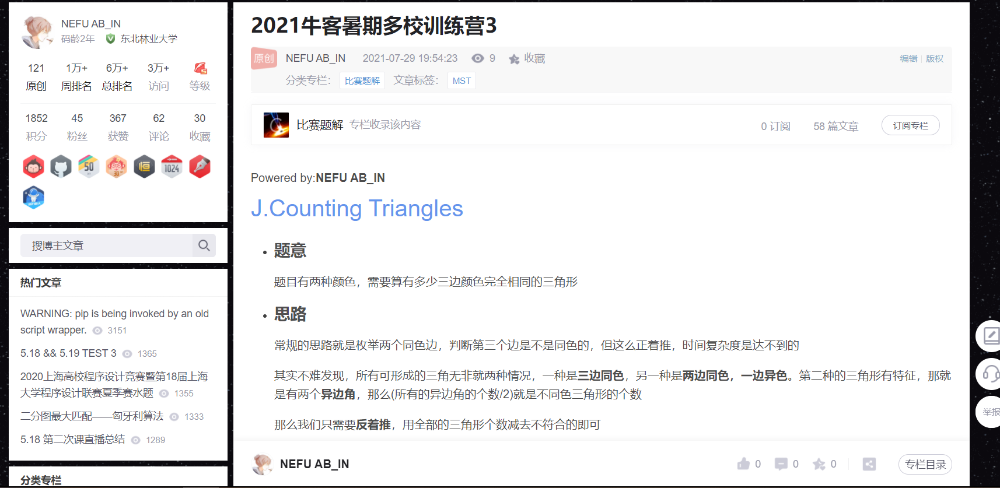 NEFU AB_IN
码龄2年 东北林业大学
121 1万+ 6万+ 3万+
原创 周排名 总排名 访问 等级
1852 45 367 62 30
积分 粉丝 获赞 评论 收藏
50 30 1024
搜博主文章
热门文章
WARNING: pip is being invoked by an old
script wrapper. 3151
5.18 && 5.19 TEST 3 1365
2020上海高校程序设计竞赛暨第18届上海
大学程序设计联赛夏季赛水题 1355
二分图最大匹配——匈牙利算法 1333
5.18 第二次课直播总结 1289
分类专栏
2021牛客暑期多校训练营3
原创 NEFU AB_IN 2021-07-29 19:54:23 9 收藏 编辑 版权
分类专栏： 比赛题解 文章标签： MST
比赛题解 专栏收录该内容 0 订阅 58 篇文章 订阅专栏
Powered by:NEFU AB_IN
J.Counting Triangles
• 题意
题目有两种颜色，需要算有多少三边颜色完全相同的三角形
• 思路
常规的思路就是枚举两个同色边，判断第三个边是不是同色的，但这么正着推，时间复杂度是达不到的
其实不难发现，所有可形成的三角无非就两种情况，一种是三边同色，另一种是两边同色，一边异色。第二种的三角形有特征，那就
是有两个异边角，那么(所有的异边角的个数/2)就是不同色三角形的个数
那么我们只需要反着推，用全部的三角形个数减去不符合的即可
NEFU AB_IN 0 0 0 专栏目录
举报